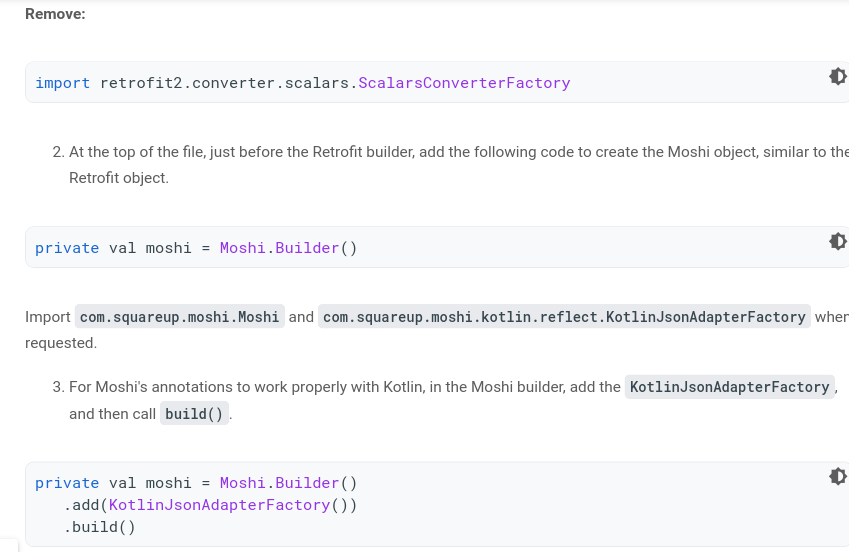 Remove:
import retrofit2.converter.scalars.ScalarsConverterFactory
2. At the top of the file, just before the Retrofit builder, add the following code to create the Moshi object, similar to the
Retrofit object.
private val moshi = Moshi.Builder()
Import com.squareup.moshi.Moshi and com.squareup.moshi.kotlin.reflect.KotlinJsonAdapterFactory when
requested.
3. For Moshi's annotations to work properly with Kotlin, in the Moshi builder, add the KotlinJsonAdapterFactory,
and then call build().
private val moshi = Moshi.Builder()
.add(KotlinJsonAdapterFactory())
.build()